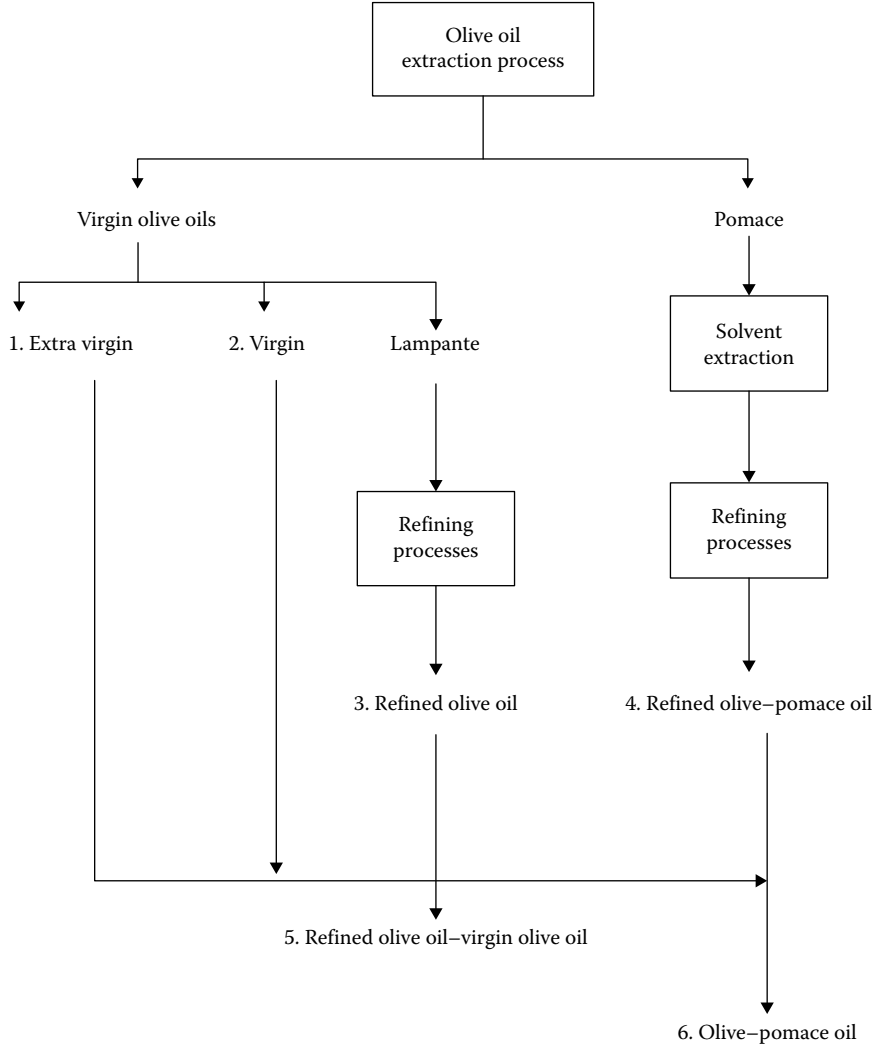 Olive oil
extraction process
Virgin olive oils
Pomace
1. Extra virgin
2. Virgin
Lampante
Solvent
extraction
Refining
processes
Refining
processes
3. Refined olive oil
4. Refined olive–pomace oil
5. Refined olive oil–virgin olive oil
6. Olive–pomace oil